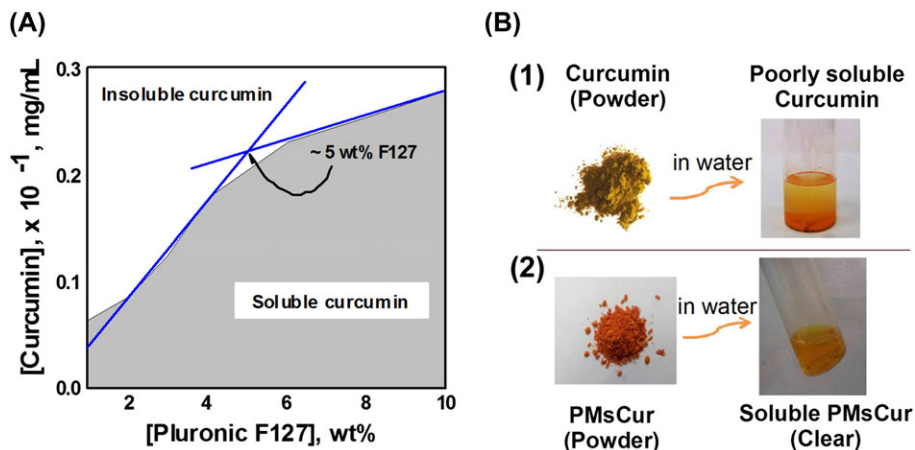 (A)
0.3
0.2
0.1
0.0
[Curcumin], x 10 -1, mg/mL
Insoluble curcumin
~ 5 wt% F127
Soluble curcumin
2 4 6 8 10
[Pluronic F127], wt%
(B)
(1)
Curcumin
(Powder)
in water
Poorly soluble
Curcumin
(2)
in water
PMsCur
(Powder)
Soluble PMsCur
(Clear)